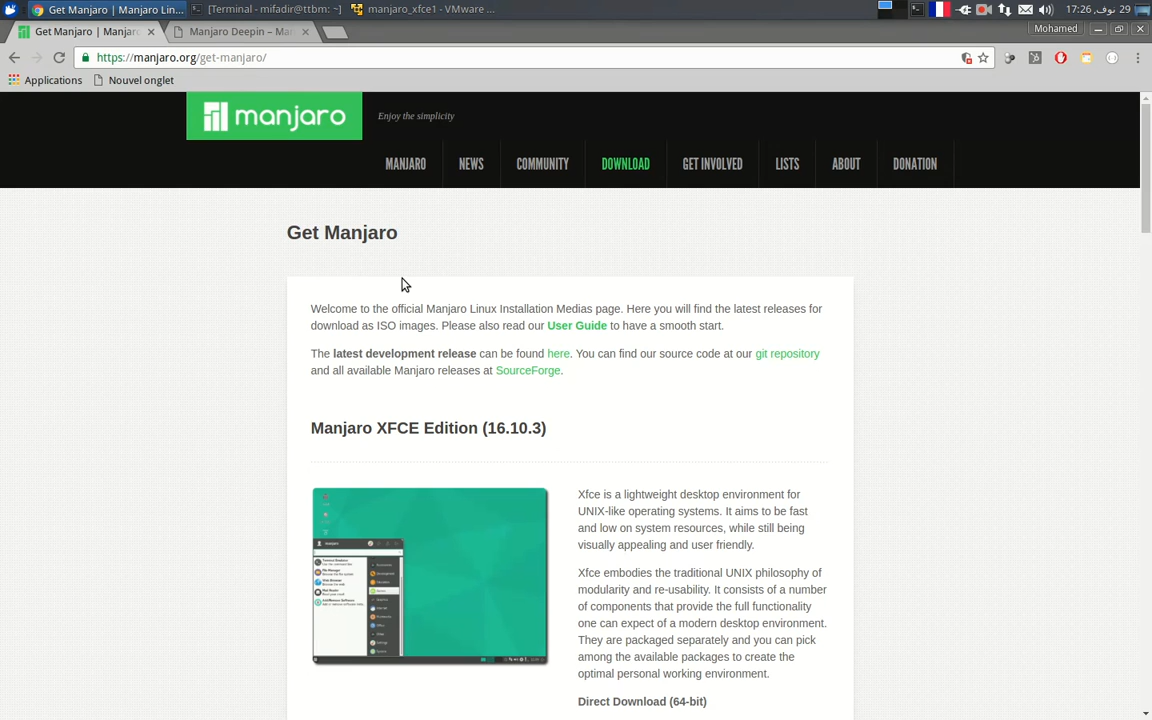 Get Manjaro | Manjaro Lin...
[Terminal - mifadir@ttbm: ~]
manjaro_xfce1 - VMware ...
29 نوف, 17:26
Get Manjaro | Manjar
Manjaro Deepin – Man
Mohamed
https://manjaro.org/get-manjaro/
Applications
Nouvel onglet
manjaro
Enjoy the simplicity
MANJARO
NEWS
COMMUNITY
DOWNLOAD
GET INVOLVED
LISTS
ABOUT
DONATION
Get Manjaro
Welcome to the official Manjaro Linux Installation Medias page. Here you will find the latest releases for
download as ISO images. Please also read our User Guide to have a smooth start.
The latest development release can be found here. You can find our source code at our git repository
and all available Manjaro releases at SourceForge.
Manjaro XFCE Edition (16.10.3)
Xfce is a lightweight desktop environment for
UNIX-like operating systems. It aims to be fast
and low on system resources, while still being
visually appealing and user friendly.
Xfce embodies the traditional UNIX philosophy of
modularity and re-usability. It consists of a number
of components that provide the full functionality
one can expect of a modern desktop environment.
They are packaged separately and you can pick
among the available packages to create the
optimal personal working environment.
Direct Download (64-bit)